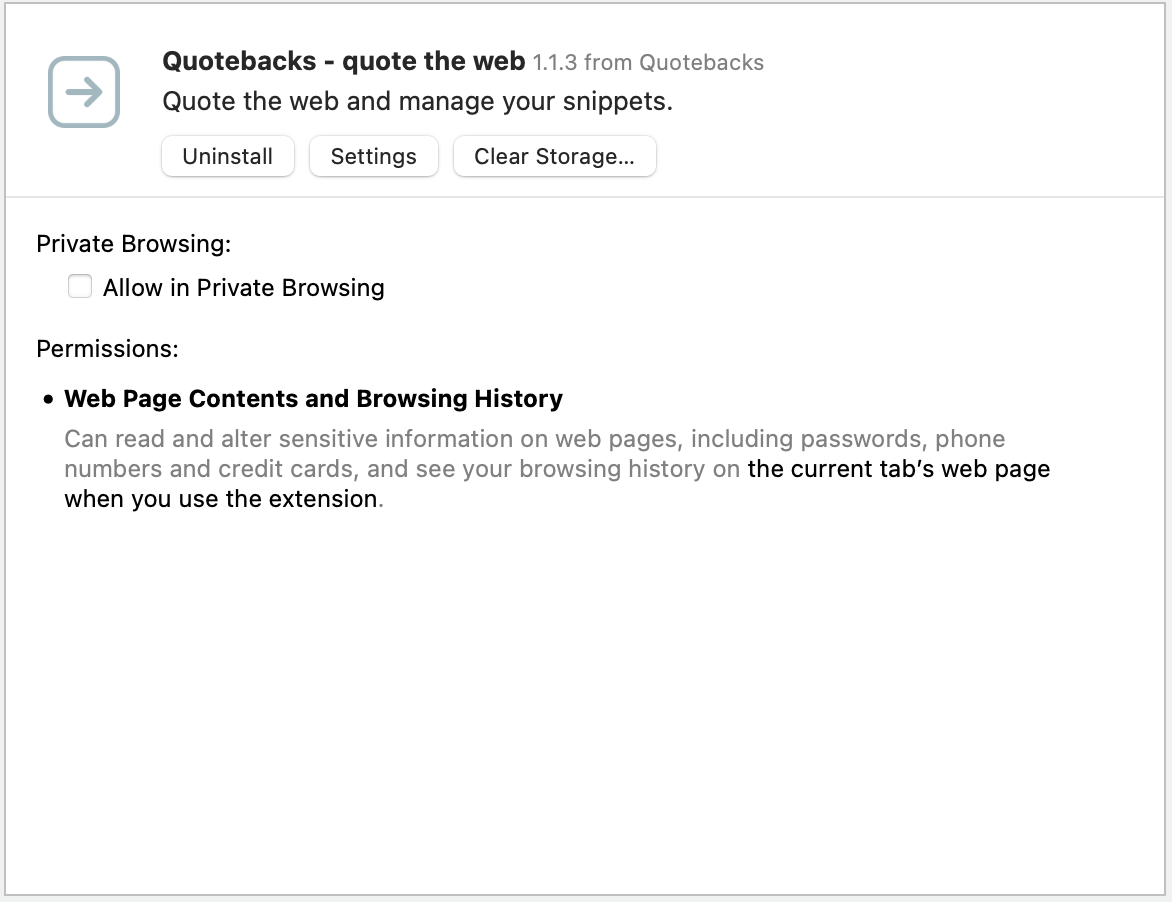 Quotebacks - quote the web 1.1.3 from Quotebacks
Quote the web and manage your snippets.
Uninstall Settings Clear Storage...
Private Browsing:
Allow in Private Browsing
Permissions:
• Web Page Contents and Browsing History
Can read and alter sensitive information on web pages, including passwords, phone
numbers and credit cards, and see your browsing history on the current tab’s web page
when you use the extension.